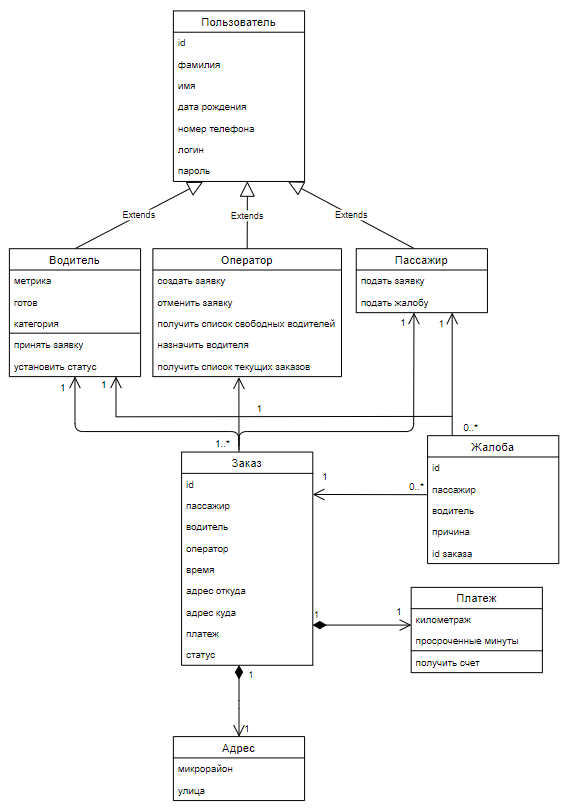 Пользователь
id
фамилия
имя
дата рождения
номер телефона
логин
пароль
Extends
Extends
Extends
Водитель
метрика
готов
категория
принять заявку
установить статус
Оператор
создать заявку
отменить заявку
получить список свободных водителей
назначить водителя
получить список текущих заказов
Пассажир
подать заявку
подать жалобу
1
1
1
1
1
1..*
0..*
Заказ
id
пассажир
водитель
оператор
время
адрес откуда
адрес куда
платеж
статус
1
0..*
Жалоба
id
пассажир
водитель
причина
id заказа
1
1
Платеж
километраж
просроченные минуты
получить счет
1
1
Адрес
микрорайон
улица